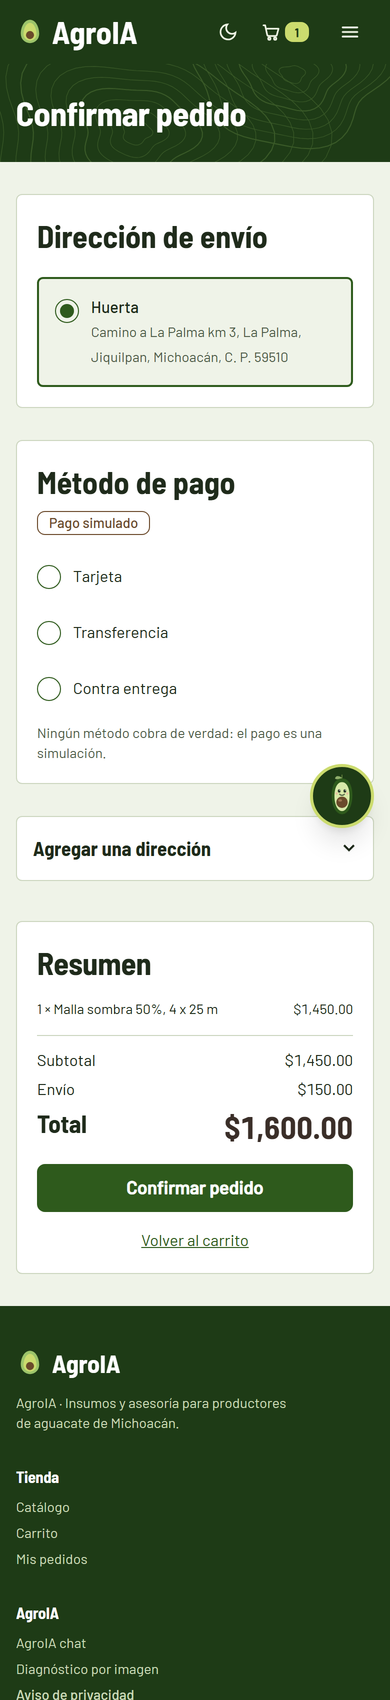 AgroIA
1
Confirmar pedido
Dirección de envío
Huerta
Camino a La Palma km 3, La Palma,
Jiquilpan, Michoacán, C. P. 59510
Método de pago
Pago simulado
Tarjeta
Transferencia
Contra entrega
Ningún método cobra de verdad: el pago es una
simulación.
Agregar una dirección
Resumen
1 × Malla sombra 50%, 4 x 25 m $1,450.00
Subtotal $1,450.00
Envío $150.00
Total $1,600.00
Confirmar pedido
Volver al carrito
AgroIA
AgroIA · Insumos y asesoría para productores
de aguacate de Michoacán.
Tienda
Catálogo
Carrito
Mis pedidos
AgroIA
AgroIA chat
Diagnóstico por imagen
Aviso de privacidad